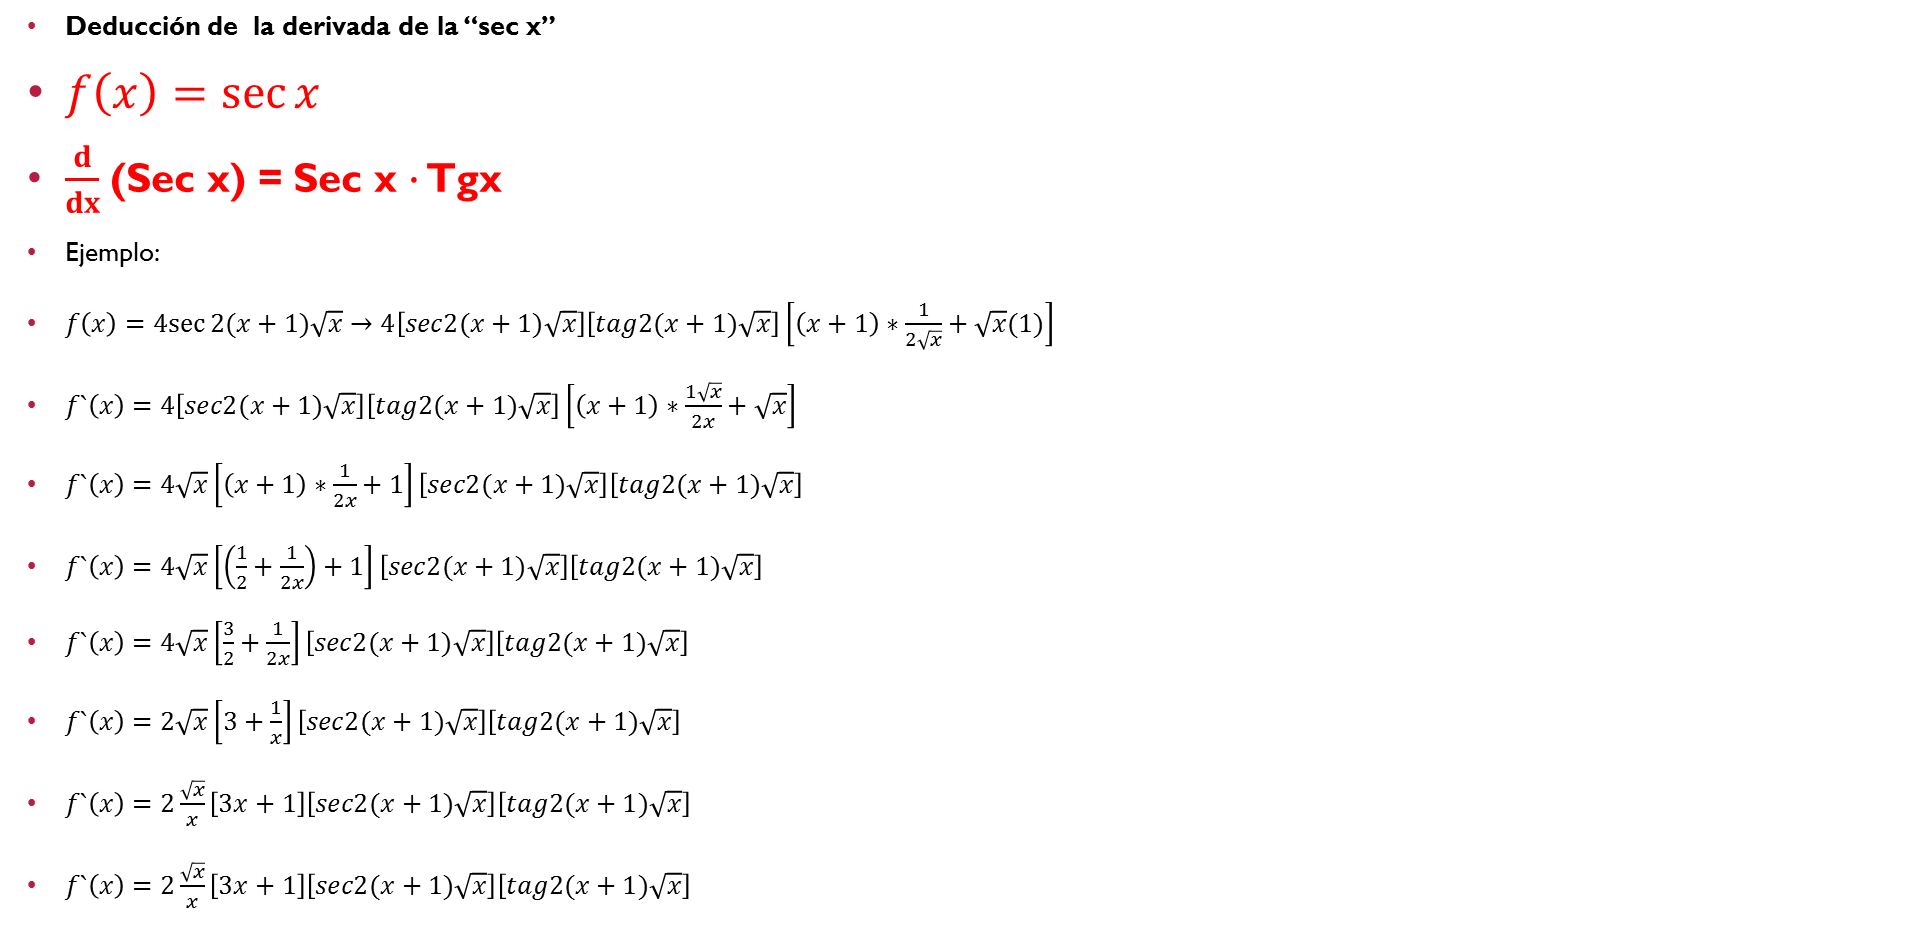 • Deducción de la derivada de la “sec x”
• f(x) = sec x
• d/dx (Sec x) = Sec x · Tgx
• Ejemplo:
• f(x) = 4sec 2(x + 1)√x → 4[sec2(x + 1)√x][tag2(x + 1)√x] [(x + 1) * 1/(2√x) + √x(1)]
• f`(x) = 4[sec2(x + 1)√x][tag2(x + 1)√x] [(x + 1) * 1√x/2x + √x]
• f`(x) = 4√x [(x + 1) * 1/2x + 1] [sec2(x + 1)√x][tag2(x + 1)√x]
• f`(x) = 4√x [(1/2 + 1/2x) + 1] [sec2(x + 1)√x][tag2(x + 1)√x]
• f`(x) = 4√x [3/2 + 1/2x] [sec2(x + 1)√x][tag2(x + 1)√x]
• f`(x) = 2√x [3 + 1/x] [sec2(x + 1)√x][tag2(x + 1)√x]
• f`(x) = 2 √x/x [3x + 1][sec2(x + 1)√x][tag2(x + 1)√x]
• f`(x) = 2 √x/x [3x + 1][sec2(x + 1)√x][tag2(x + 1)√x]